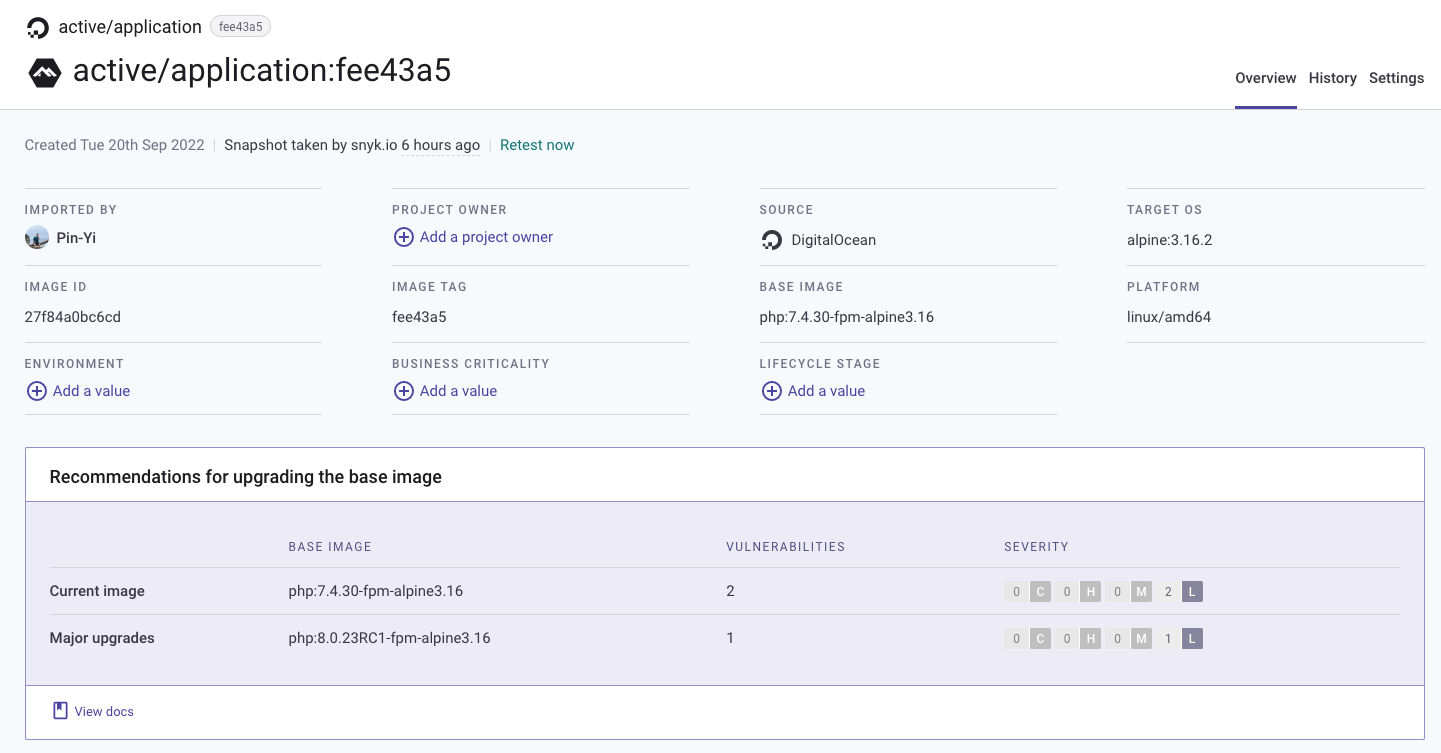 active/application fee43a5
active/application:fee43a5
Overview History Settings
Created Tue 20th Sep 2022 | Snapshot taken by snyk.io 6 hours ago | Retest now
IMPORTED BY PROJECT OWNER SOURCE TARGET OS
Pin-Yi Add a project owner DigitalOcean alpine:3.16.2
IMAGE ID IMAGE TAG BASE IMAGE PLATFORM
27f84a0bc6cd fee43a5 php:7.4.30-fpm-alpine3.16 linux/amd64
ENVIRONMENT BUSINESS CRITICALITY LIFECYCLE STAGE
Add a value Add a value Add a value
Recommendations for upgrading the base image
BASE IMAGE VULNERABILITIES SEVERITY
Current image php:7.4.30-fpm-alpine3.16 2 0 C 0 H 0 M 2 L
Major upgrades php:8.0.23RC1-fpm-alpine3.16 1 0 C 0 H 0 M 1 L
View docs